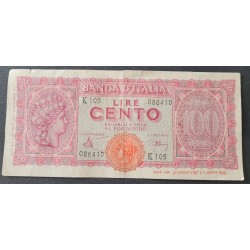 BANCA D'ITALIA
K 105 LIRE 086410
CENTO 100
PAGABILI A VISTA
AL PORTATORE
086410 K 105